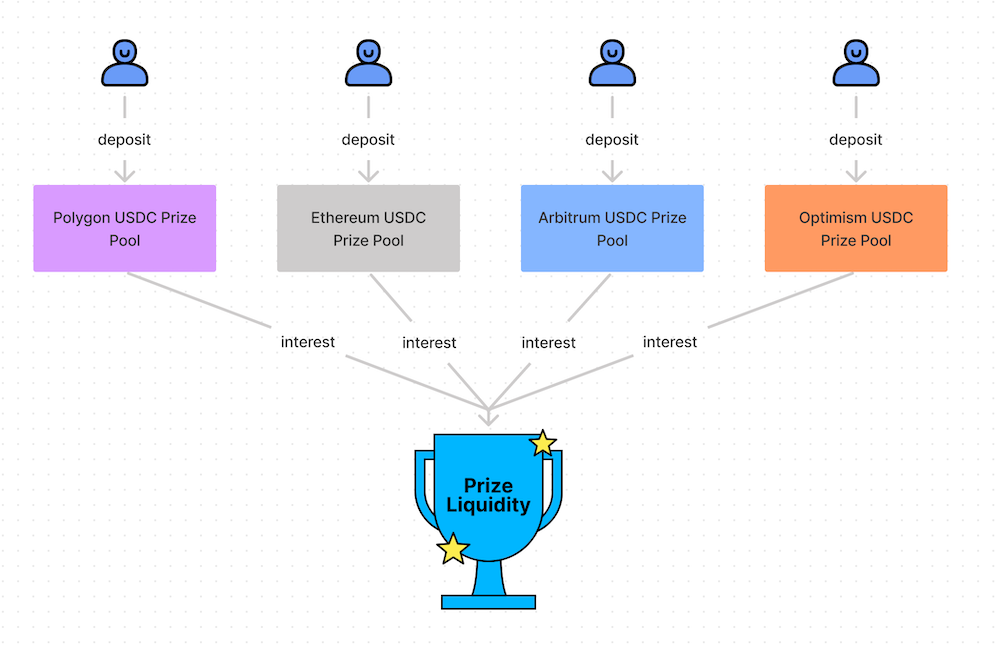 deposit
deposit
deposit
deposit
Polygon USDC Prize
Pool
Ethereum USDC
Prize Pool
Arbitrum USDC Prize
Pool
Optimism USDC
Prize Pool
interest
interest
interest
interest
Prize
Liquidity